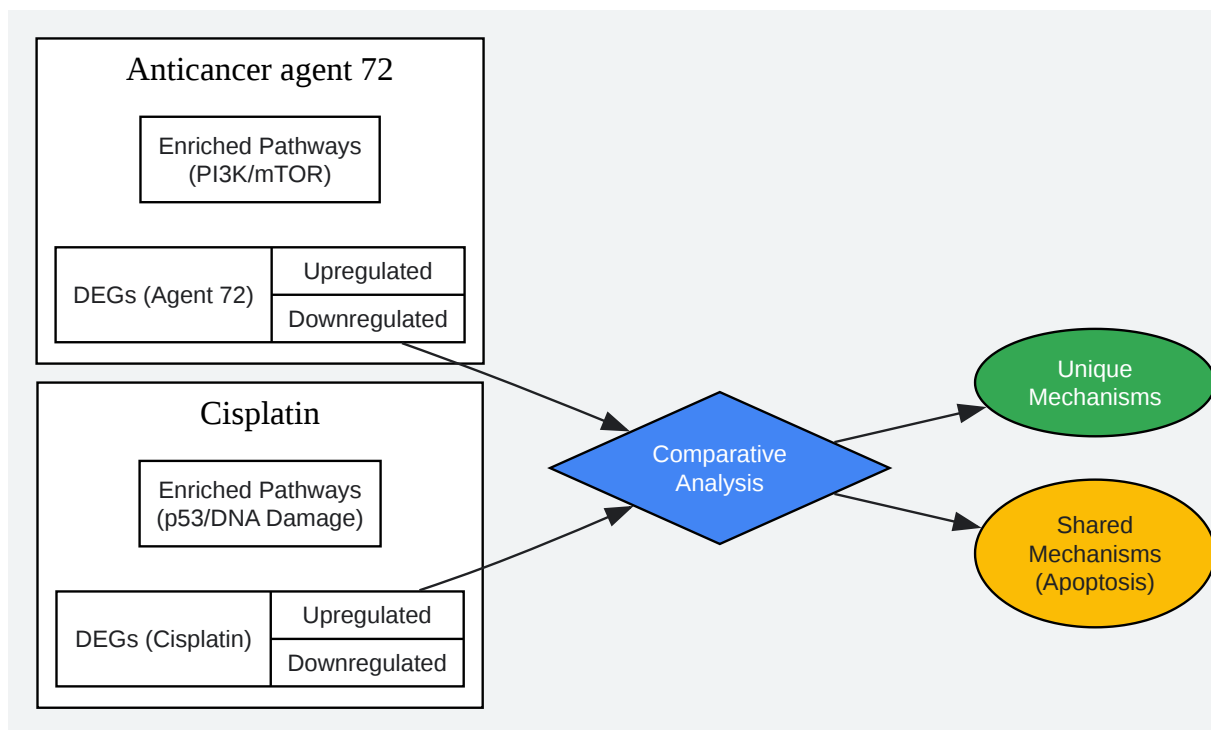 Anticancer agent 72
Enriched Pathways
(PI3K/mTOR)
DEGs (Agent 72)
Upregulated
Downregulated
Cisplatin
Enriched Pathways
(p53/DNA Damage)
DEGs (Cisplatin)
Upregulated
Downregulated
Comparative
Analysis
Unique
Mechanisms
Shared
Mechanisms
(Apoptosis)